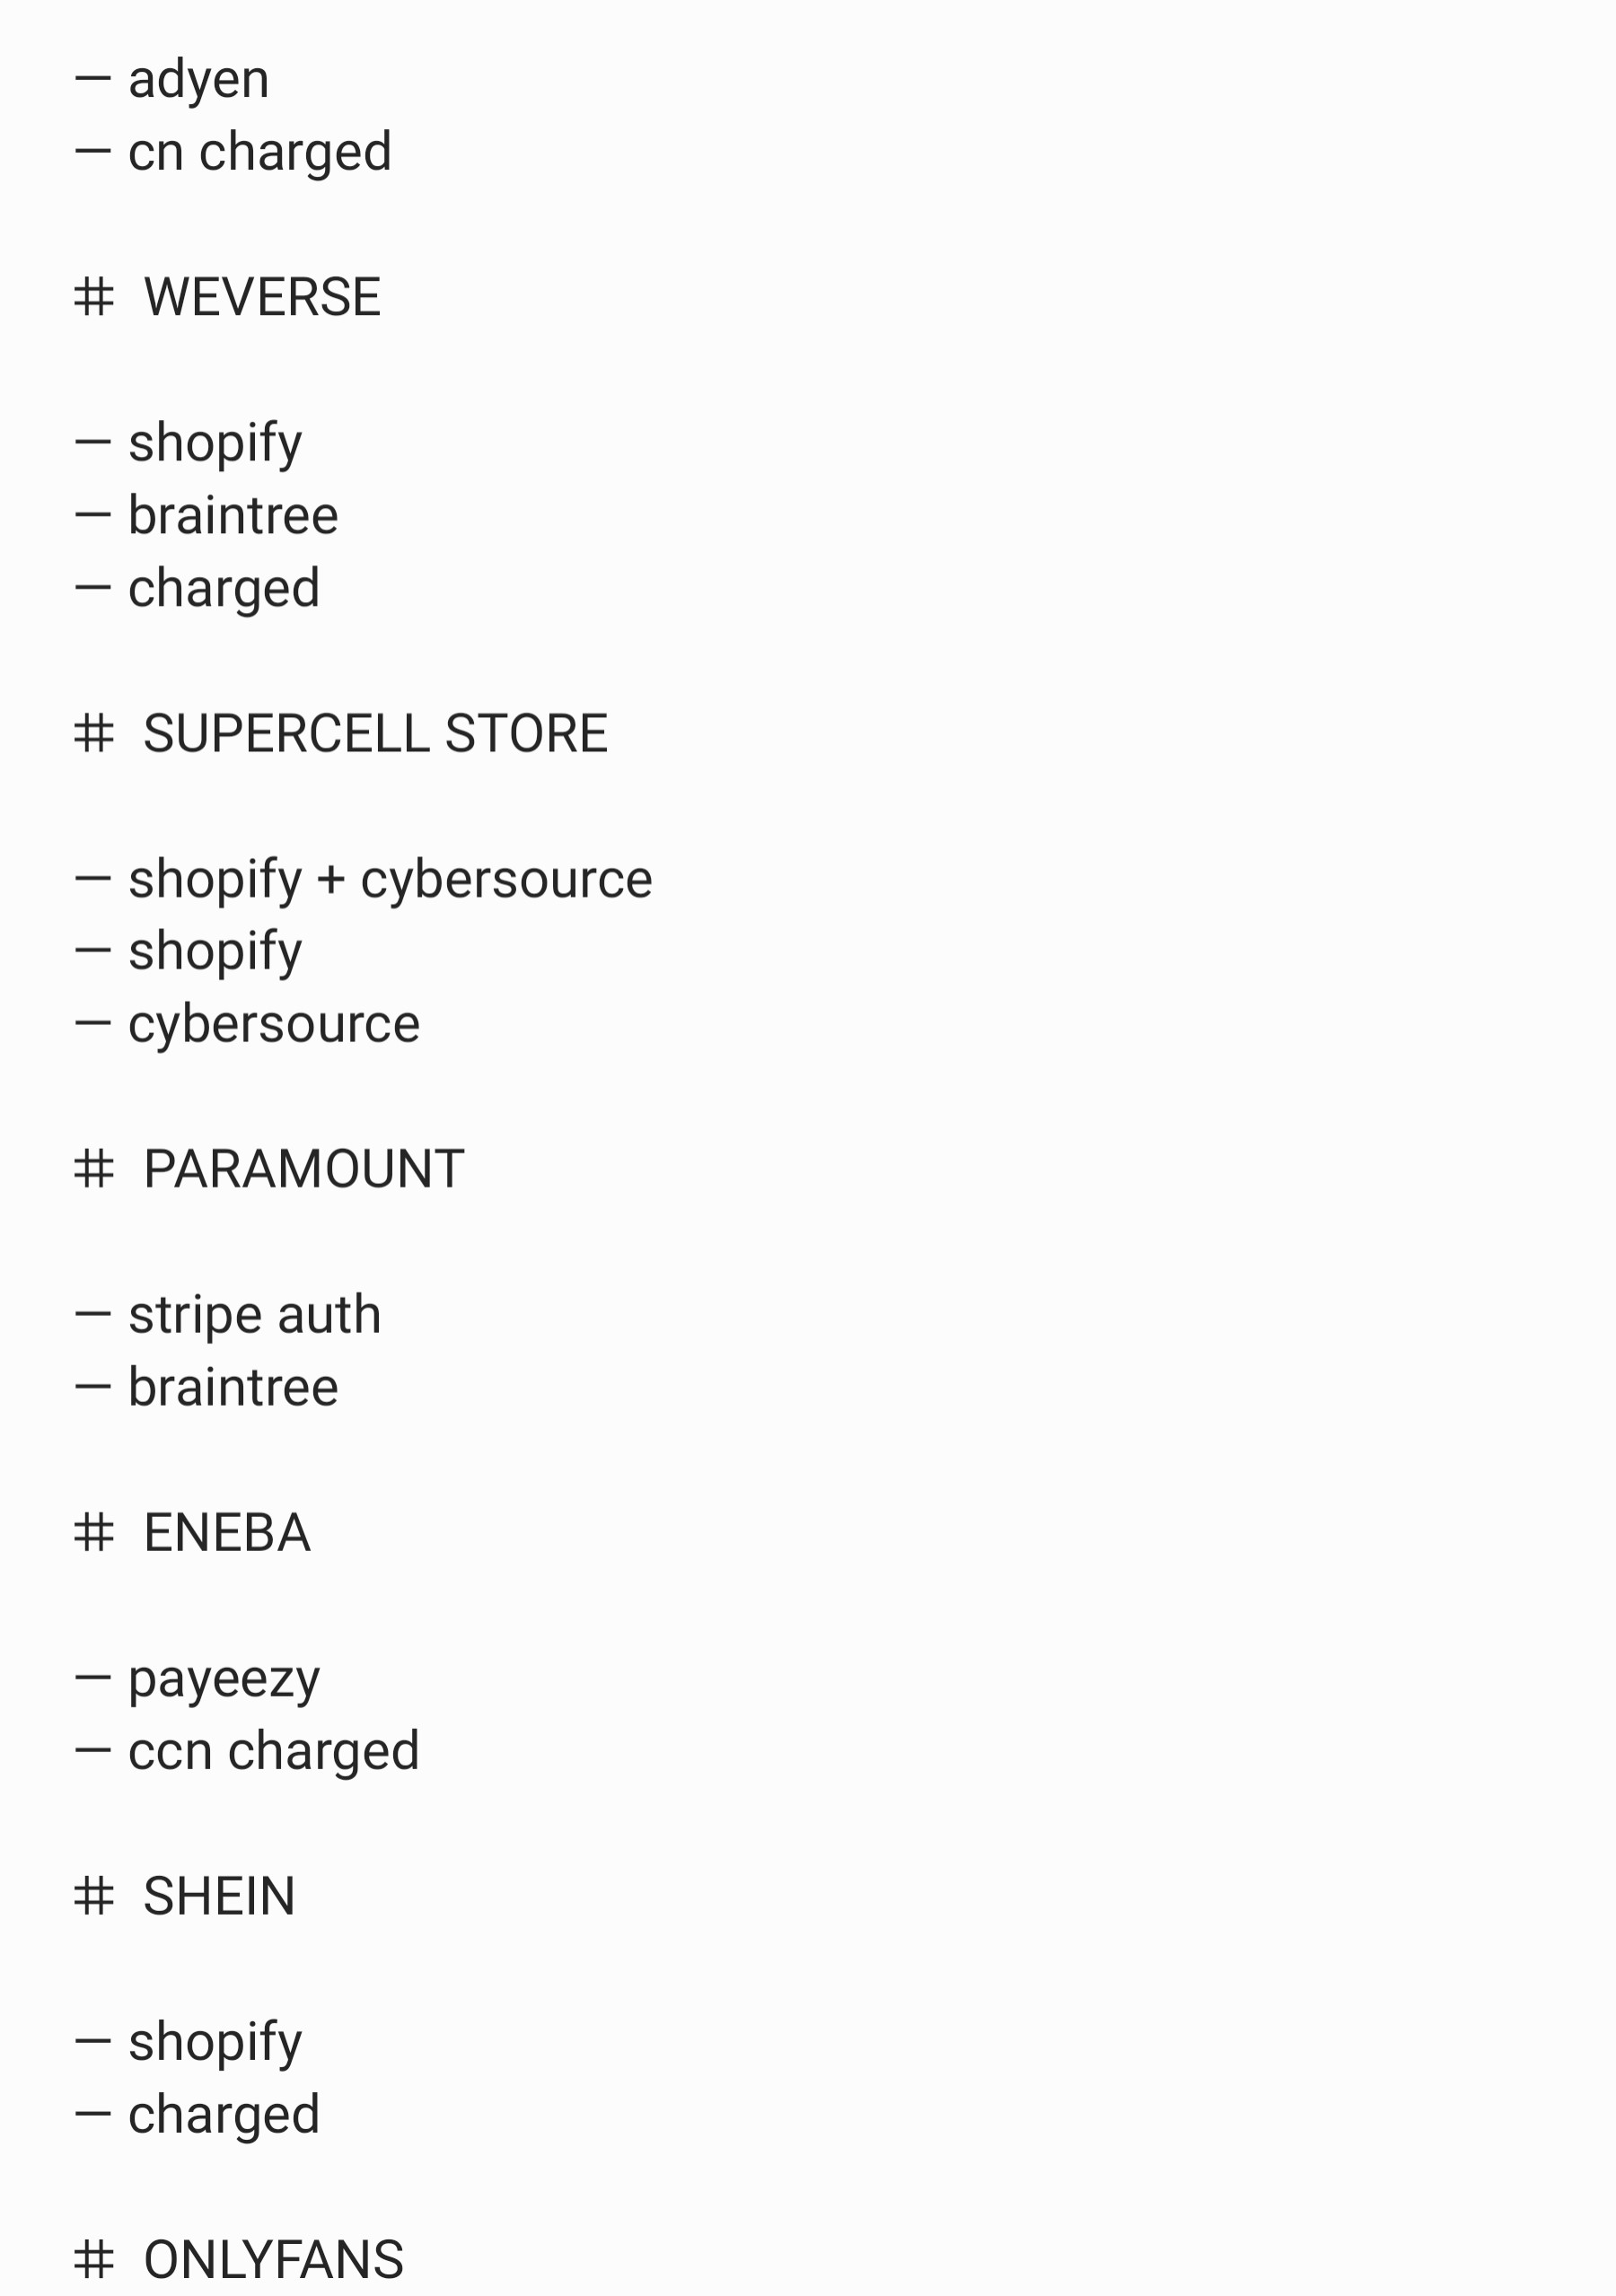 — adyen
— cn charged
# WEVERSE
— shopify
— braintree
— charged
# SUPERCELL STORE
— shopify + cybersource
— shopify
— cybersource
# PARAMOUNT
— stripe auth
— braintree
# ENEBA
— payeezy
— ccn charged
# SHEIN
— shopify
— charged
# ONLYFANS